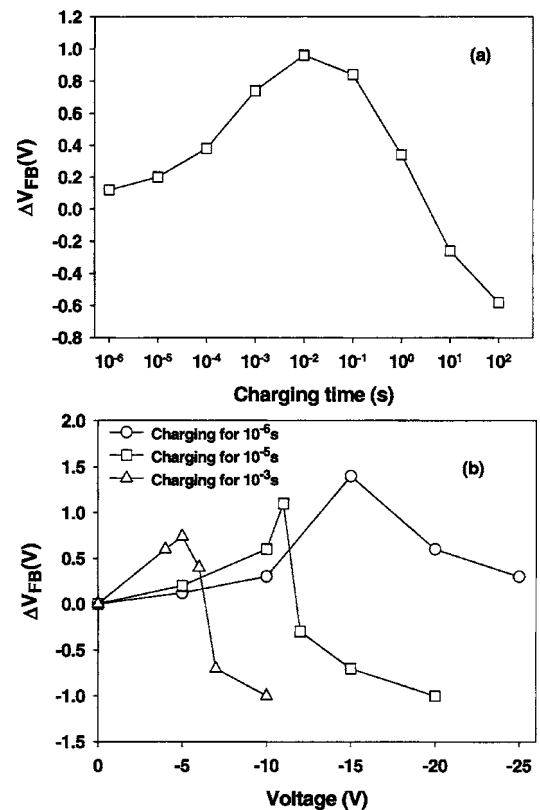 (a)
1.2
1.0
0.8
0.6
0.4
0.2
0.0
-0.2
-0.4
-0.6
-0.8
ΔV_FB(V)
10⁻⁶ 10⁻⁵ 10⁻⁴ 10⁻³ 10⁻² 10⁻¹ 10⁰ 10¹ 10²
Charging time (s)
(b)
Charging for 10⁻⁶s
Charging for 10⁻⁵s
Charging for 10⁻³s
2.0
1.5
1.0
0.5
0.0
-0.5
-1.0
-1.5
ΔV_FB(V)
0 -5 -10 -15 -20 -25
Voltage (V)